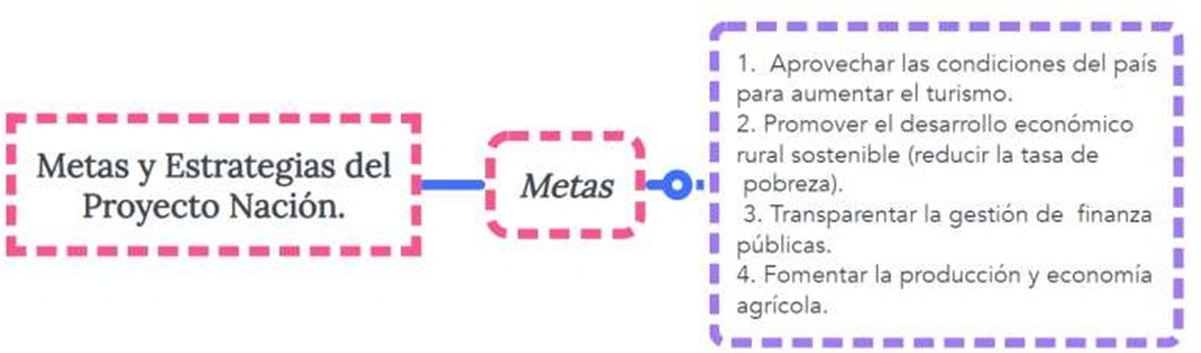 Metas y Estrategias del
Proyecto Nación.
Metas
1. Aprovechar las condiciones del país
para aumentar el turismo.
2. Promover el desarrollo económico
rural sostenible (reducir la tasa de
pobreza).
3. Transparentar la gestión de finanza
públicas.
4. Fomentar la producción y economía
agrícola.